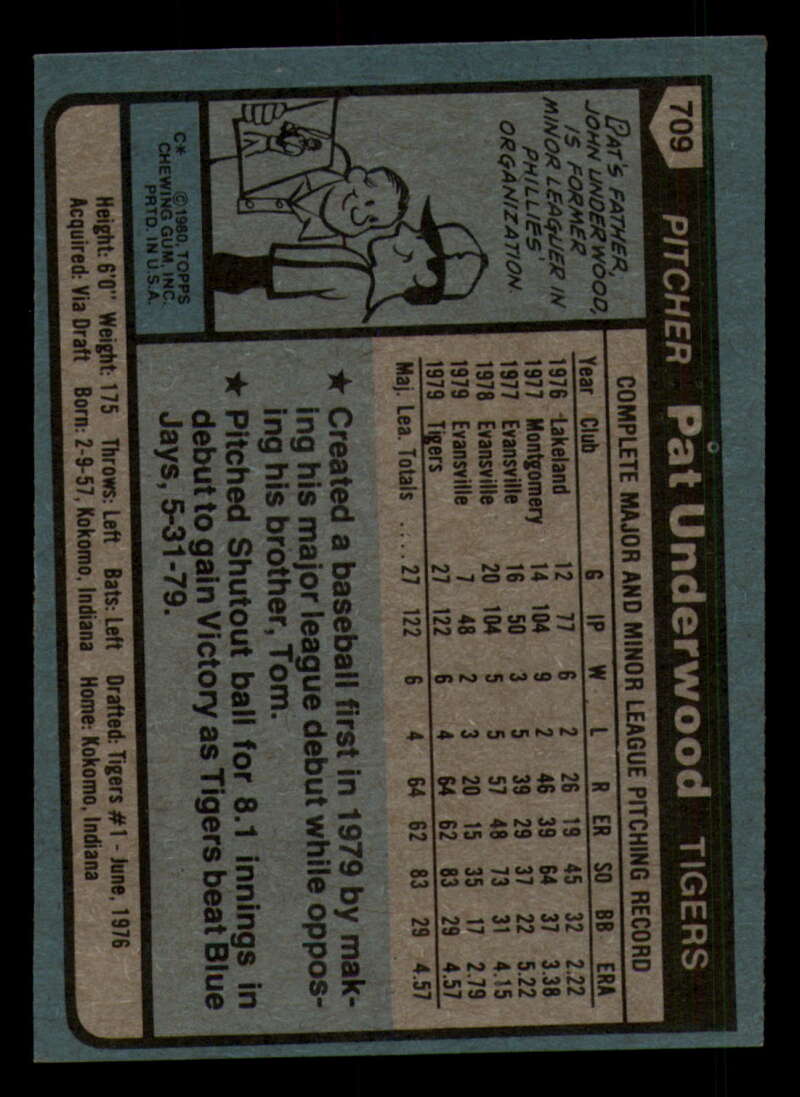 709 PITCHER Pat Underwood TIGERS
PAT'S FATHER,
JOHN UNDERWOOD,
IS FORMER
MINOR LEAGUER IN
PHILLIES'
ORGANIZATION
C* ©1980, TOPPS
CHEWING GUM, INC.
PRTD. IN U.S.A.
COMPLETE MAJOR AND MINOR LEAGUE PITCHING RECORD
Year Club G IP W. L R ER SO BB ERA
1976 Lakeland 12 77 6 2 26 19 45 32 2.22
1977 Montgomery 14 104 9 2 46 39 64 37 3.38
1977 Evansville 16 50 3 5 39 29 37 22 5.22
1978 Evansville 20 104 5 5 57 48 73 31 4.15
1979 Evansville 7 48 2 3 20 15 35 17 2.79
1979 Tigers 27 122 6 4 64 62 83 29 4.57
Maj. Lea. Totals .... 27 122 6 4 64 62 83 29 4.57
★ Created a baseball first in 1979 by mak-
ing his major league debut while oppos-
ing his brother, Tom.
★ Pitched Shutout ball for 8.1 innings in
debut to gain Victory as Tigers beat Blue
Jays, 5-31-79.
Height: 6'0" Weight: 175 Throws: Left Bats: Left Drafted: Tigers #1 - June, 1976
Acquired: Via Draft Born: 2-9-57, Kokomo, Indiana Home: Kokomo, Indiana